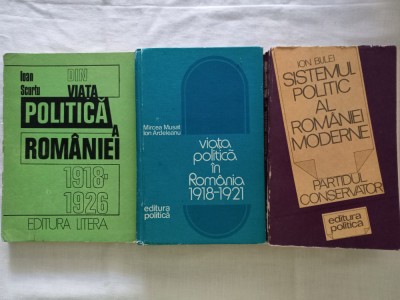 Ioan
Scurtu
DIN
VIAȚA
POLITICĂ
A
ROMÂNIEI
1918-
1926
EDITURA LITERA
Mircea Mușat
Ion Ardeleanu
viața
politică
în
România
1918-1921
editura
politică
ION BULEI
SISTEMUL
POLITIC
AL
ROMÂNIEI
MODERNE
PARTIDUL
CONSERVATOR
editura
politică